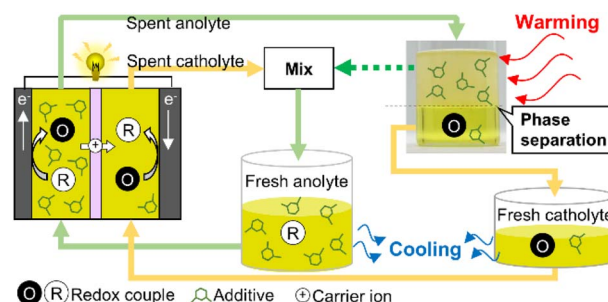 Spent anolyte
Spent catholyte
Warming
Mix
Phase
separation
e-
e-
O
R
+
R
O
O
Fresh anolyte
R
Fresh catholyte
O
Cooling
O R Redox couple Additive + Carrier ion